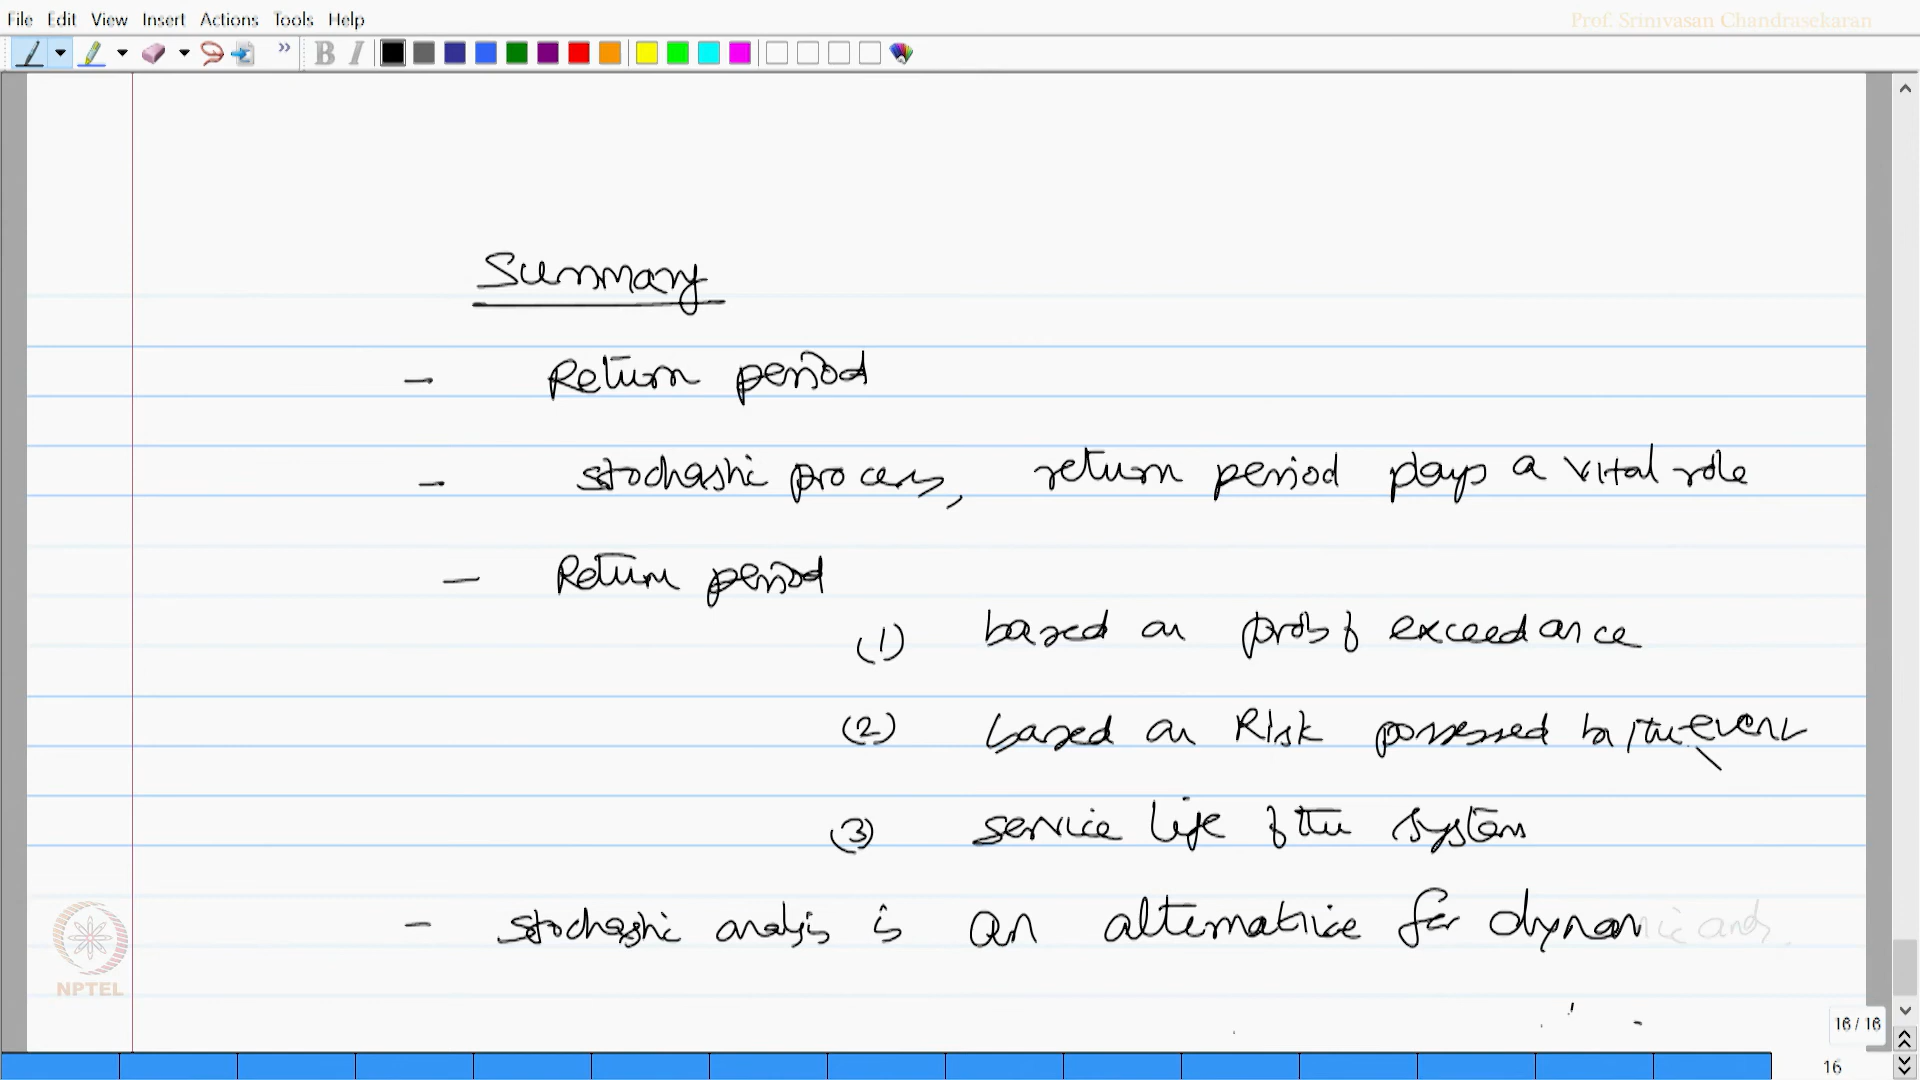 File Edit View Insert Actions Tools Help
Prof. Srinivasan Chandrasekaran
B I
Summary
- Return period
- stochastic process, return period plays a vital role
- Return period
(1) based on prob of exceedance
(2) based on Risk possessed by the event
(3) service life of the system
- stochastic analysis is an alternative for dynamic analy
NPTEL
16 / 16
16